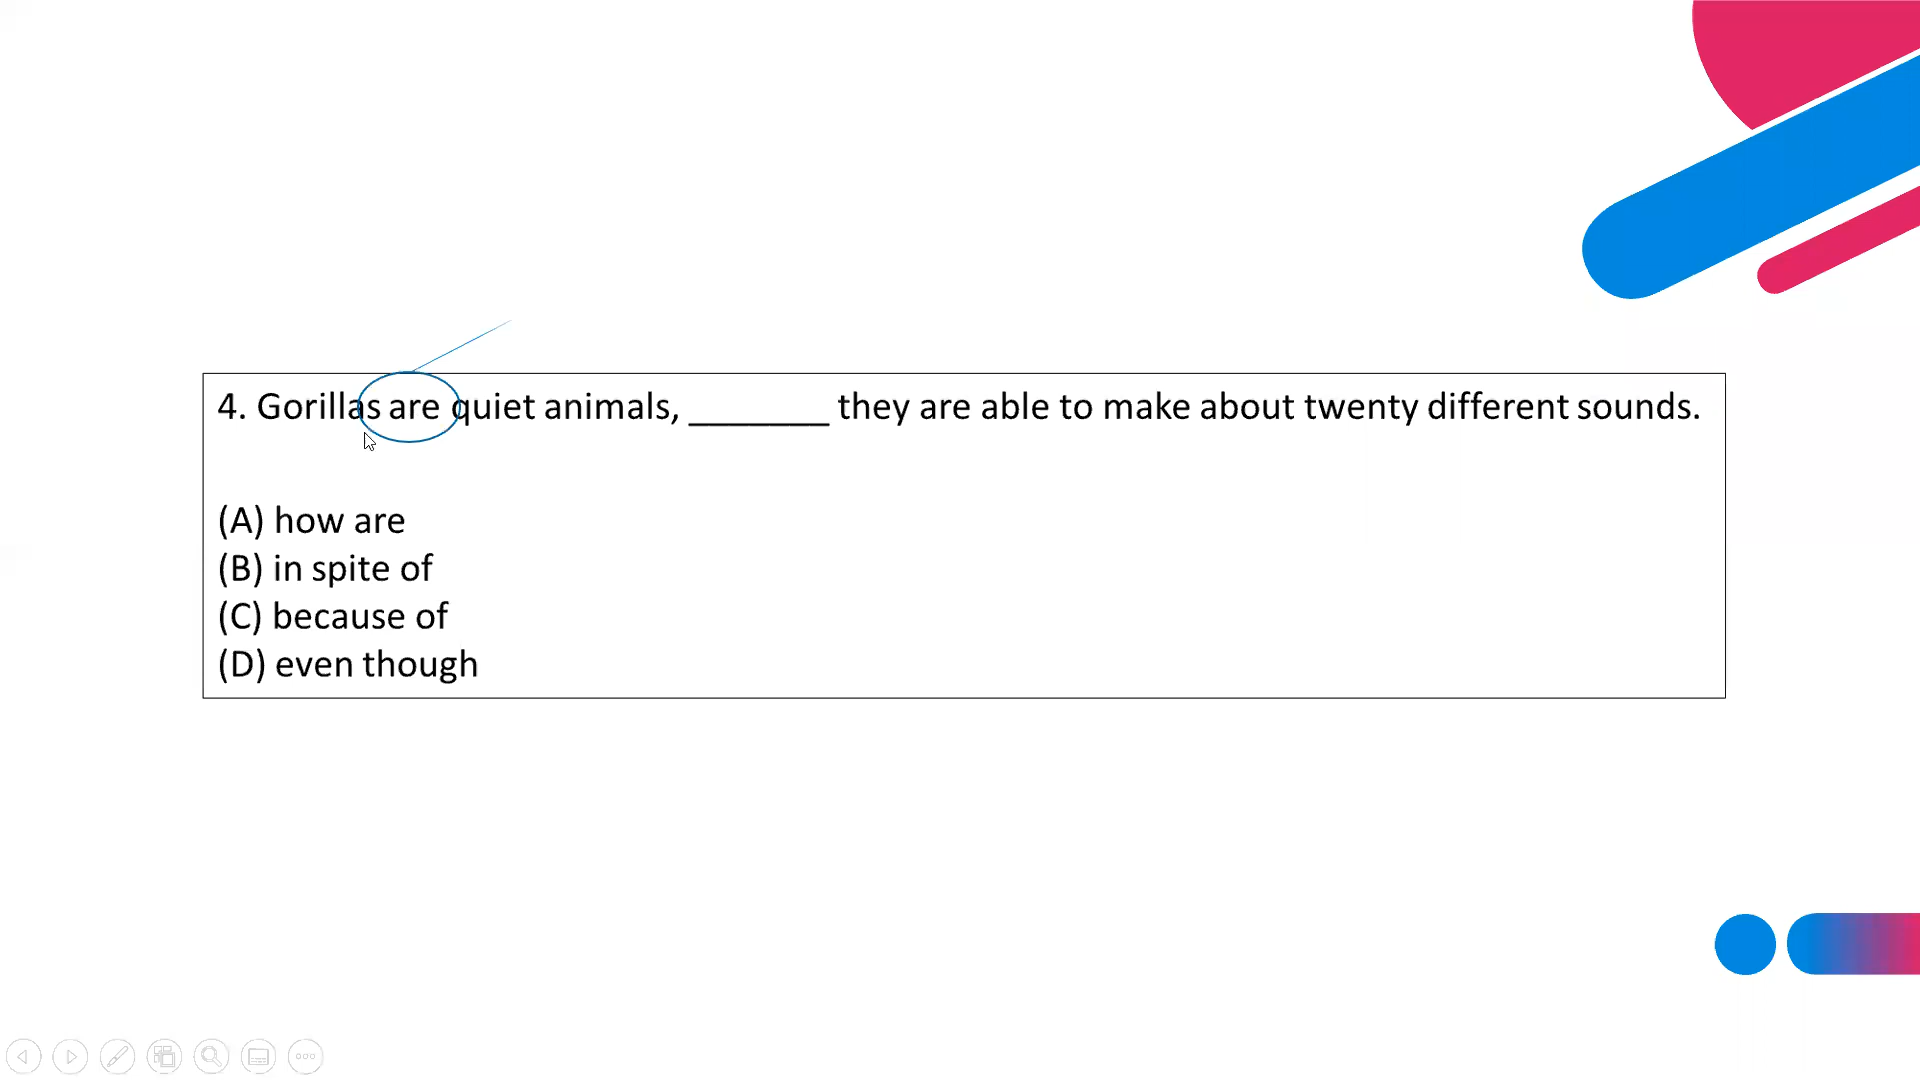 4. Gorillas are quiet animals, _______ they are able to make about twenty different sounds.
(A) how are
(B) in spite of
(C) because of
(D) even though